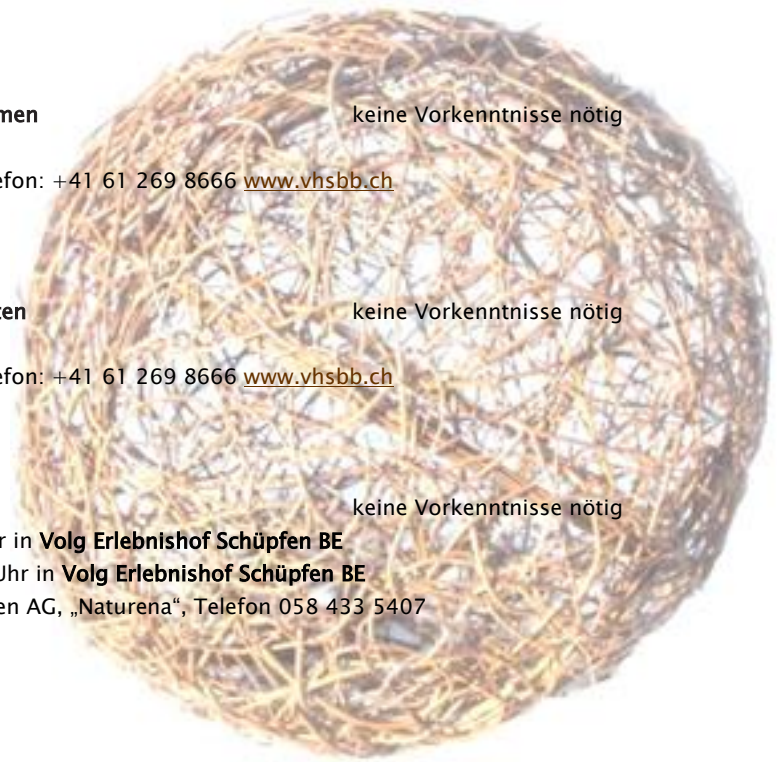 men keine Vorkenntnisse nötig
efon: +41 61 269 8666 www.vhsbb.ch
ten keine Vorkenntnisse nötig
efon: +41 61 269 8666 www.vhsbb.ch
keine Vorkenntnisse nötig
r in Volg Erlebnishof Schüpfen BE
Uhr in Volg Erlebnishof Schüpfen BE
en AG, „Naturena“, Telefon 058 433 5407